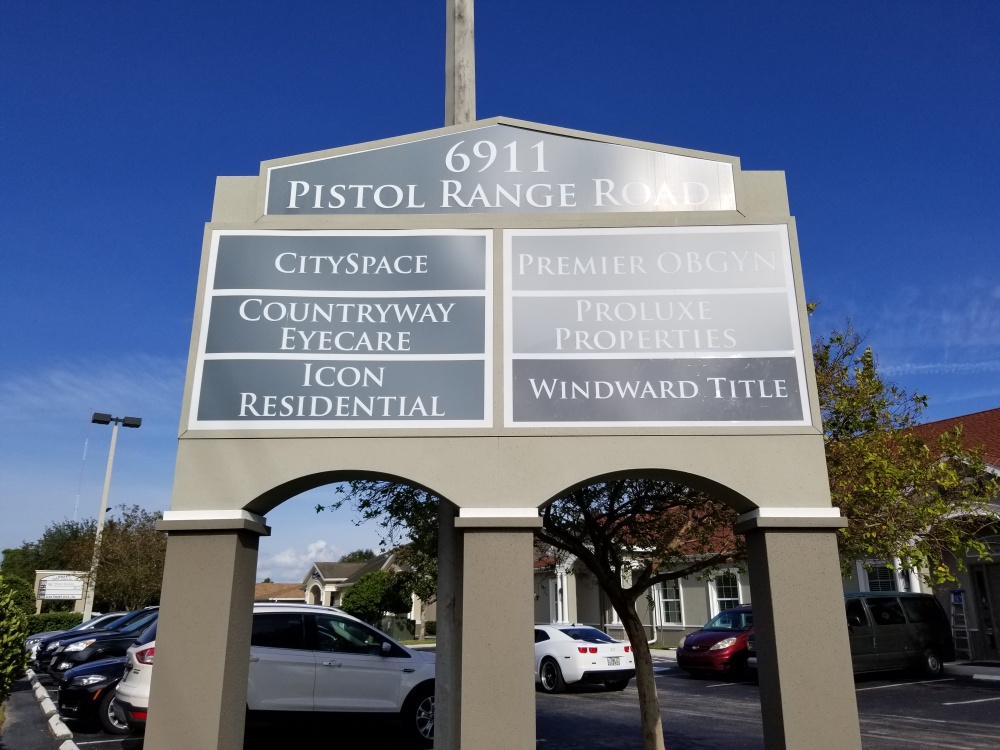 6911
PISTOL RANGE ROAD
CITYSPACE
COUNTRYWAY
EYECARE
ICON
RESIDENTIAL
PREMIER OBGYN
PROLUXE
PROPERTIES
WINDWARD TITLE